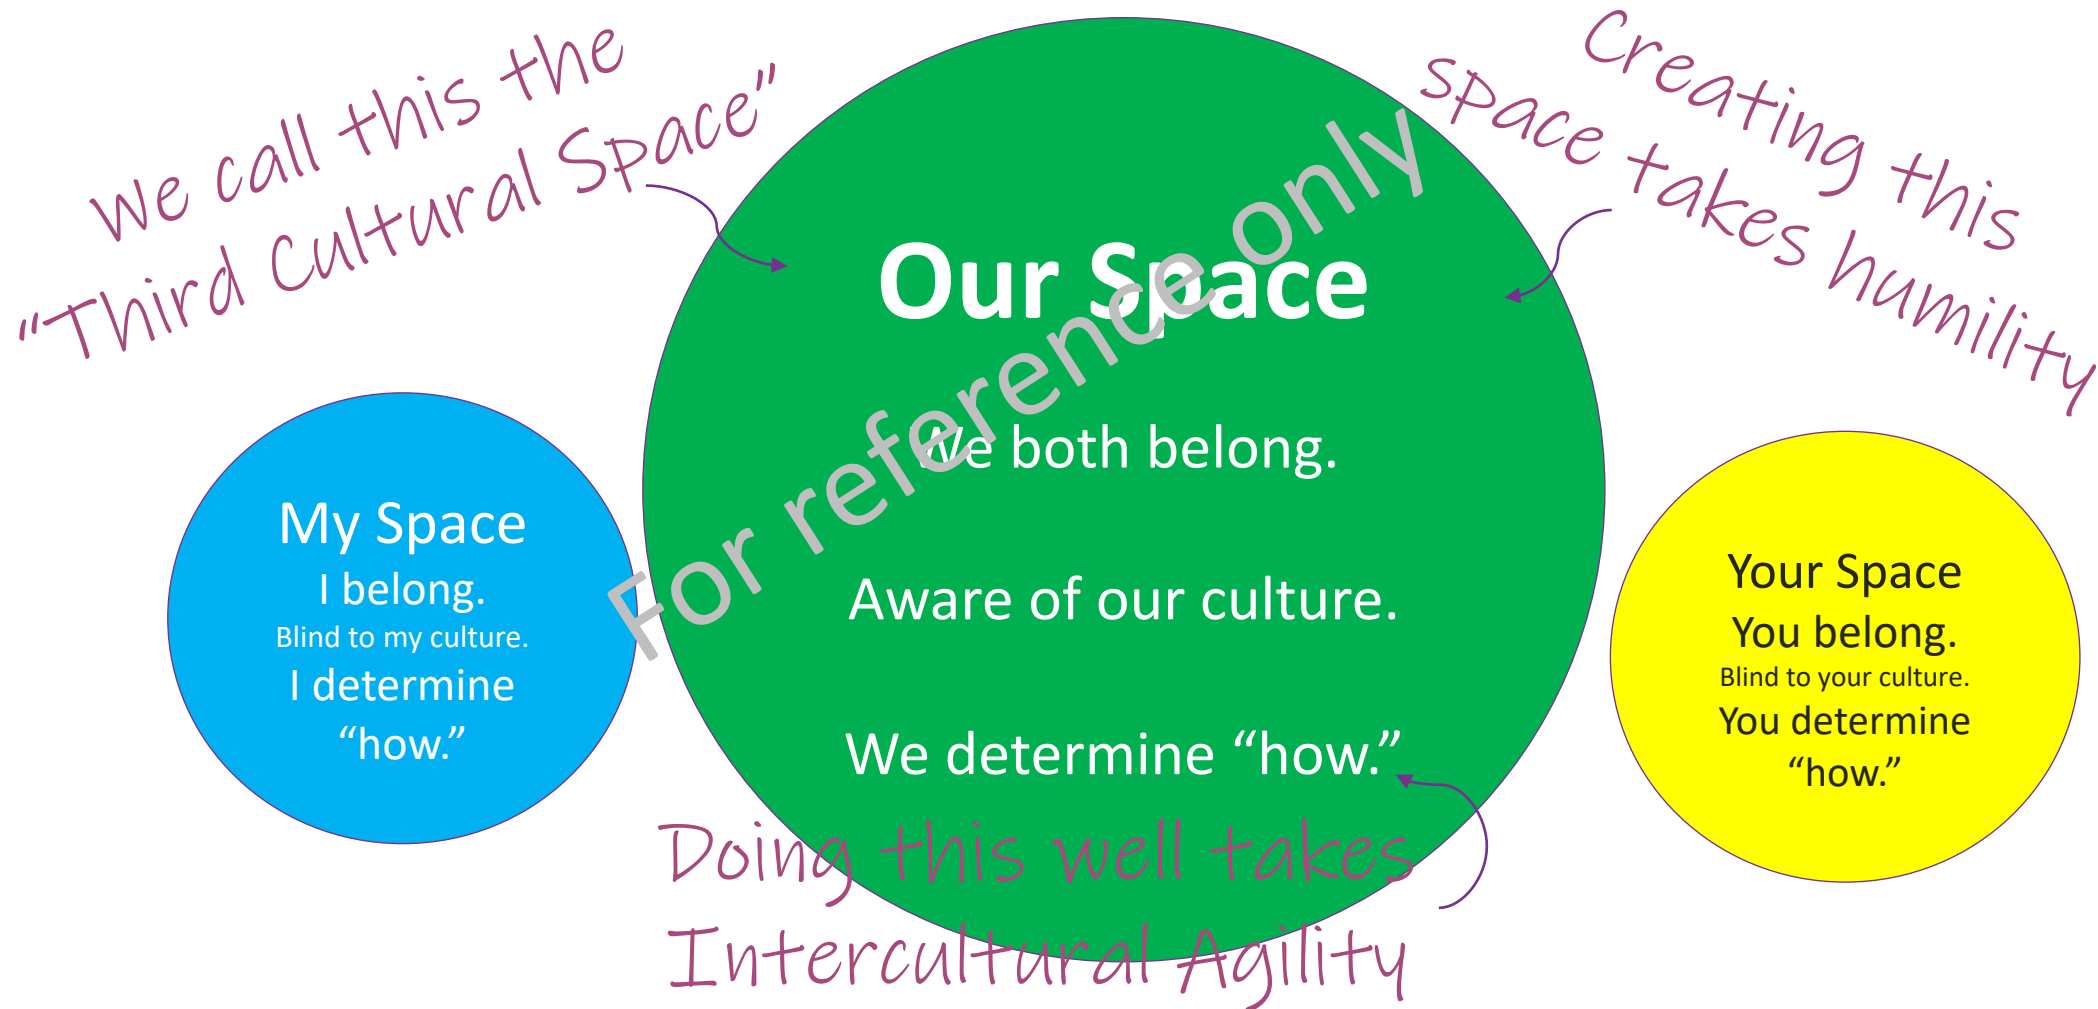 We call this the
“Third Cultural Space”
Creating this
space takes humility
Our Space
We both belong.
Aware of our culture.
We determine “how.”
For reference only
My Space
I belong.
Blind to my culture.
I determine
“how.”
Your Space
You belong.
Blind to your culture.
You determine
“how.”
Doing this well takes
Intercultural Agility